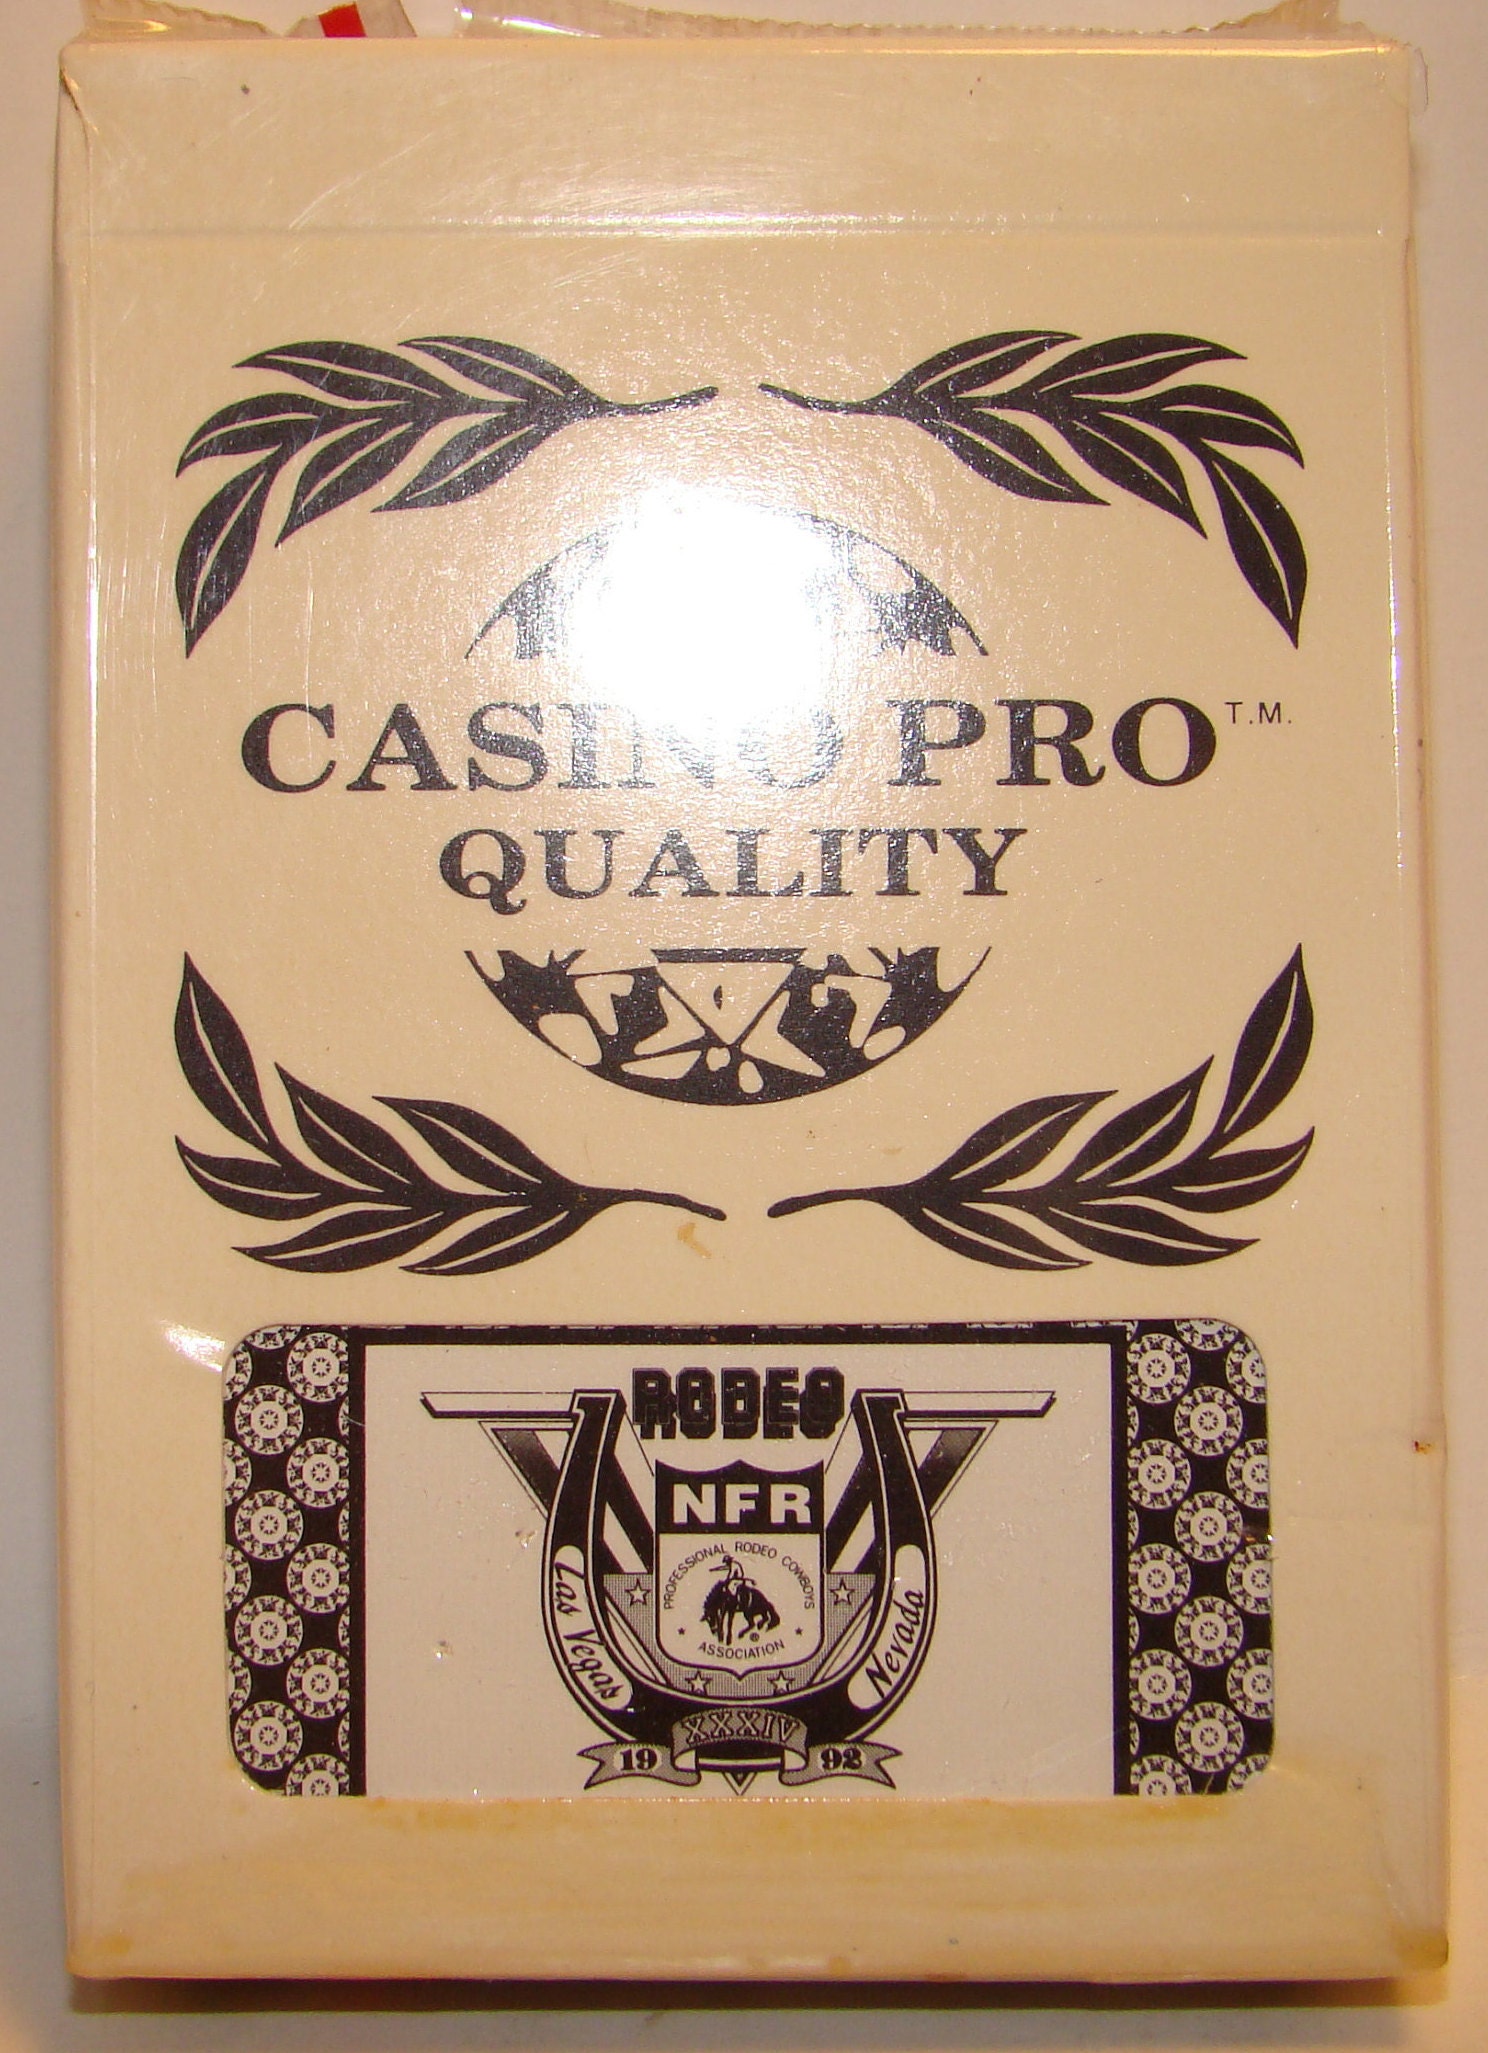 CASINO PRO T.M.
QUALITY
RODEO
NFR
PROFESSIONAL RODEO COWBOYS
ASSOCIATION ®
Las Vegas
Nevada
XXXIV
19 92